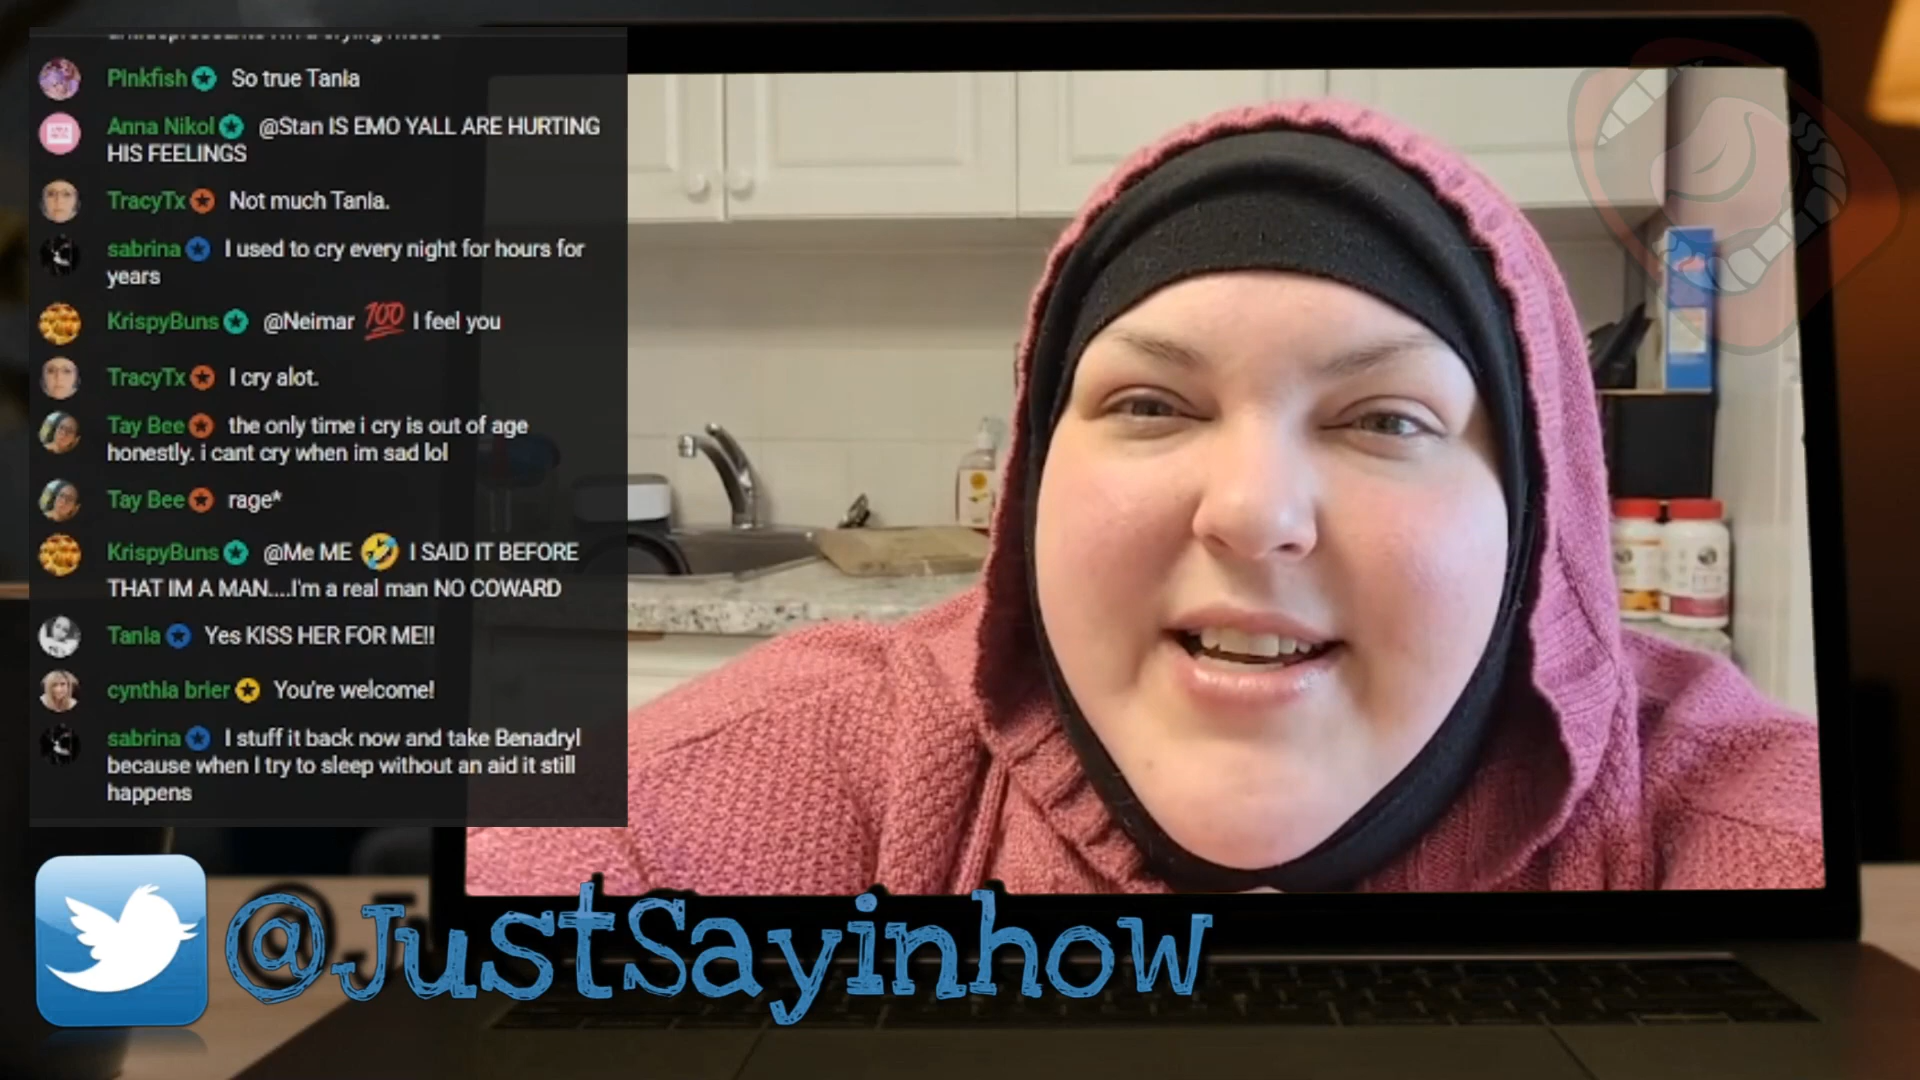 PInkfish So true Tania
Anna Nikol @Stan IS EMO YALL ARE HURTING
HIS FEELINGS
TracyTx Not much Tania.
sabrina I used to cry every night for hours for
years
KrispyBuns @Neimar 💯 I feel you
TracyTx I cry alot.
Tay Bee the only time i cry is out of age
honestly. i cant cry when im sad lol
Tay Bee rage*
KrispyBuns @Me ME 🤣 I SAID IT BEFORE
THAT IM A MAN....I'm a real man NO COWARD
Tania Yes KISS HER FOR ME!!
cynthia brier You're welcome!
sabrina I stuff it back now and take Benadryl
because when I try to sleep without an aid it still
happens
@JustSayinhow